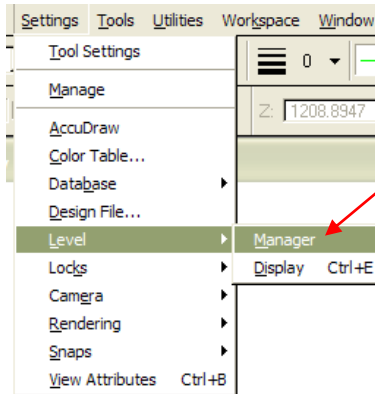 Settings Tools Utilities Workspace Window
Tool Settings
0
Manage
Z: 1208.8947
AccuDraw
Color Table...
Database
Design File...
Level
Manager
Locks
Display Ctrl+E
Camera
Rendering
Snaps
View Attributes Ctrl+B